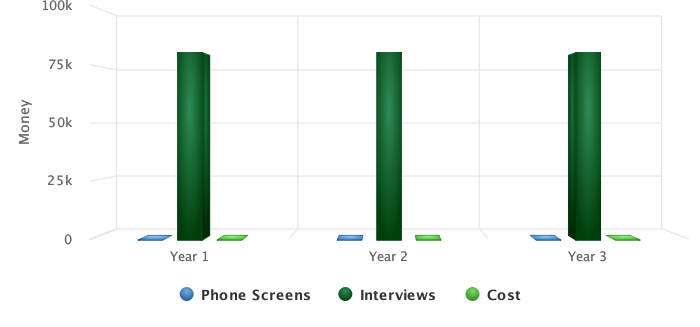 100k
75k
50k
25k
0
Money
Year 1
Year 2
Year 3
Phone Screens
Interviews
Cost